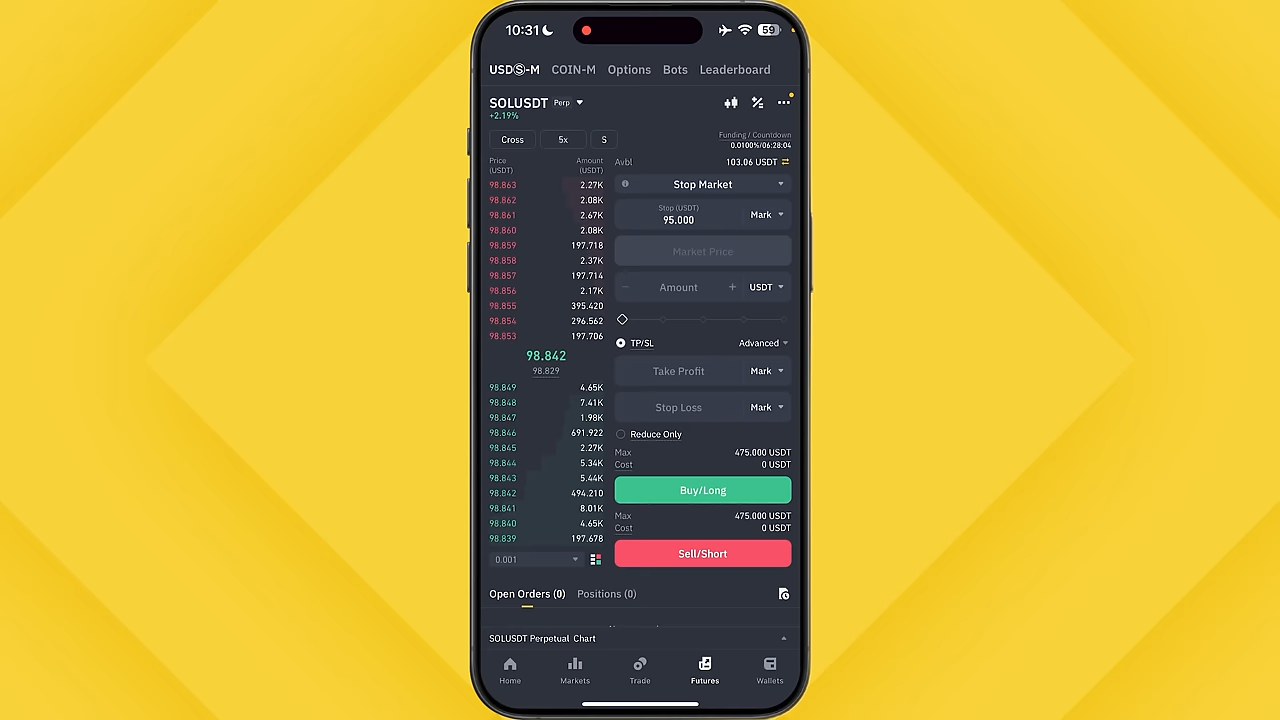 10:31
59
USDⓈ-M COIN-M Options Bots Leaderboard
SOLUSDT Perp
+2.19%
Cross 5x S
Funding / Countdown
0.0100%/06:28:04
Price
(USDT)
Amount
(USDT)
98.863 2.27K
98.862 2.08K
98.861 2.67K
98.860 2.08K
98.859 197.718
98.858 2.37K
98.857 197.714
98.856 2.17K
98.855 395.420
98.854 296.562
98.853 197.706
98.842
98.829
98.849 4.65K
98.848 7.41K
98.847 1.98K
98.846 691.922
98.845 2.27K
98.844 5.34K
98.843 5.44K
98.842 494.210
98.841 8.01K
98.840 4.65K
98.839 197.678
0.001
Avbl 103.06 USDT
Stop Market
Stop (USDT)
95.000 Mark
Market Price
− Amount + USDT
TP/SL Advanced
Take Profit Mark
Stop Loss Mark
Reduce Only
Max 475.000 USDT
Cost 0 USDT
Buy/Long
Max 475.000 USDT
Cost 0 USDT
Sell/Short
Open Orders (0) Positions (0)
SOLUSDT Perpetual Chart
Home Markets Trade Futures Wallets